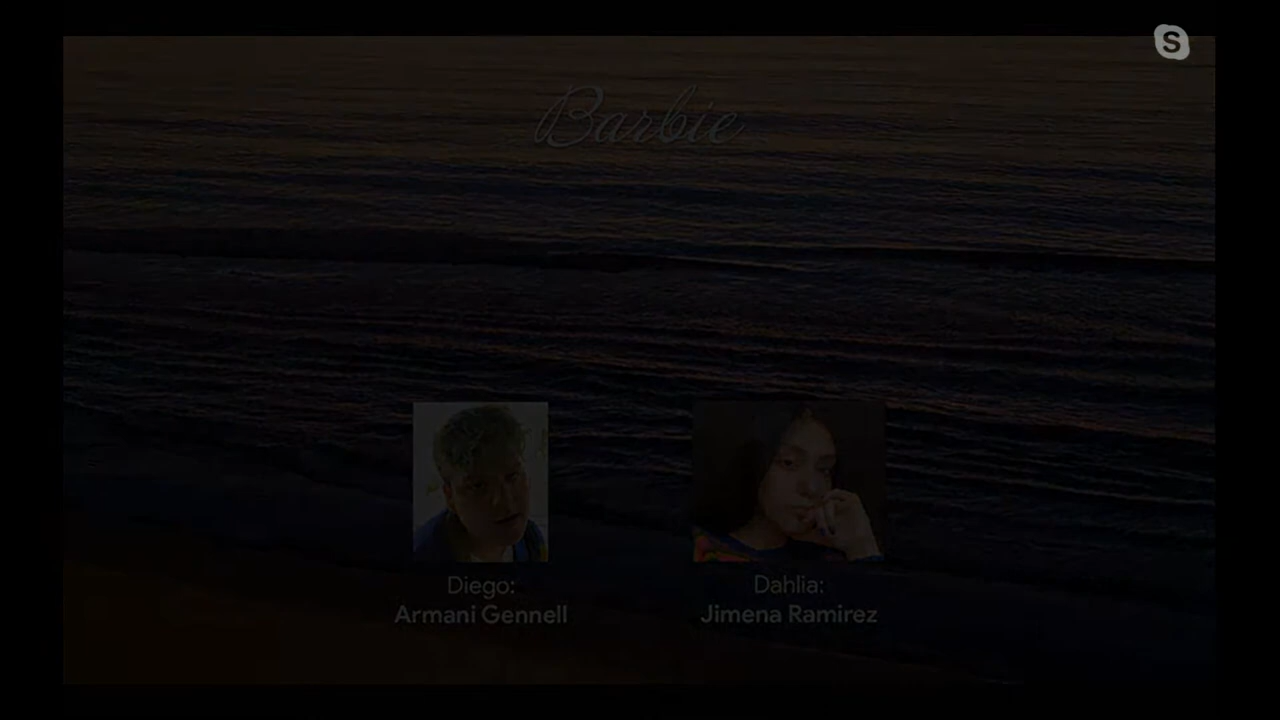 S
Barbie
Diego:
Armani Gennell
Dahlia:
Jimena Ramirez